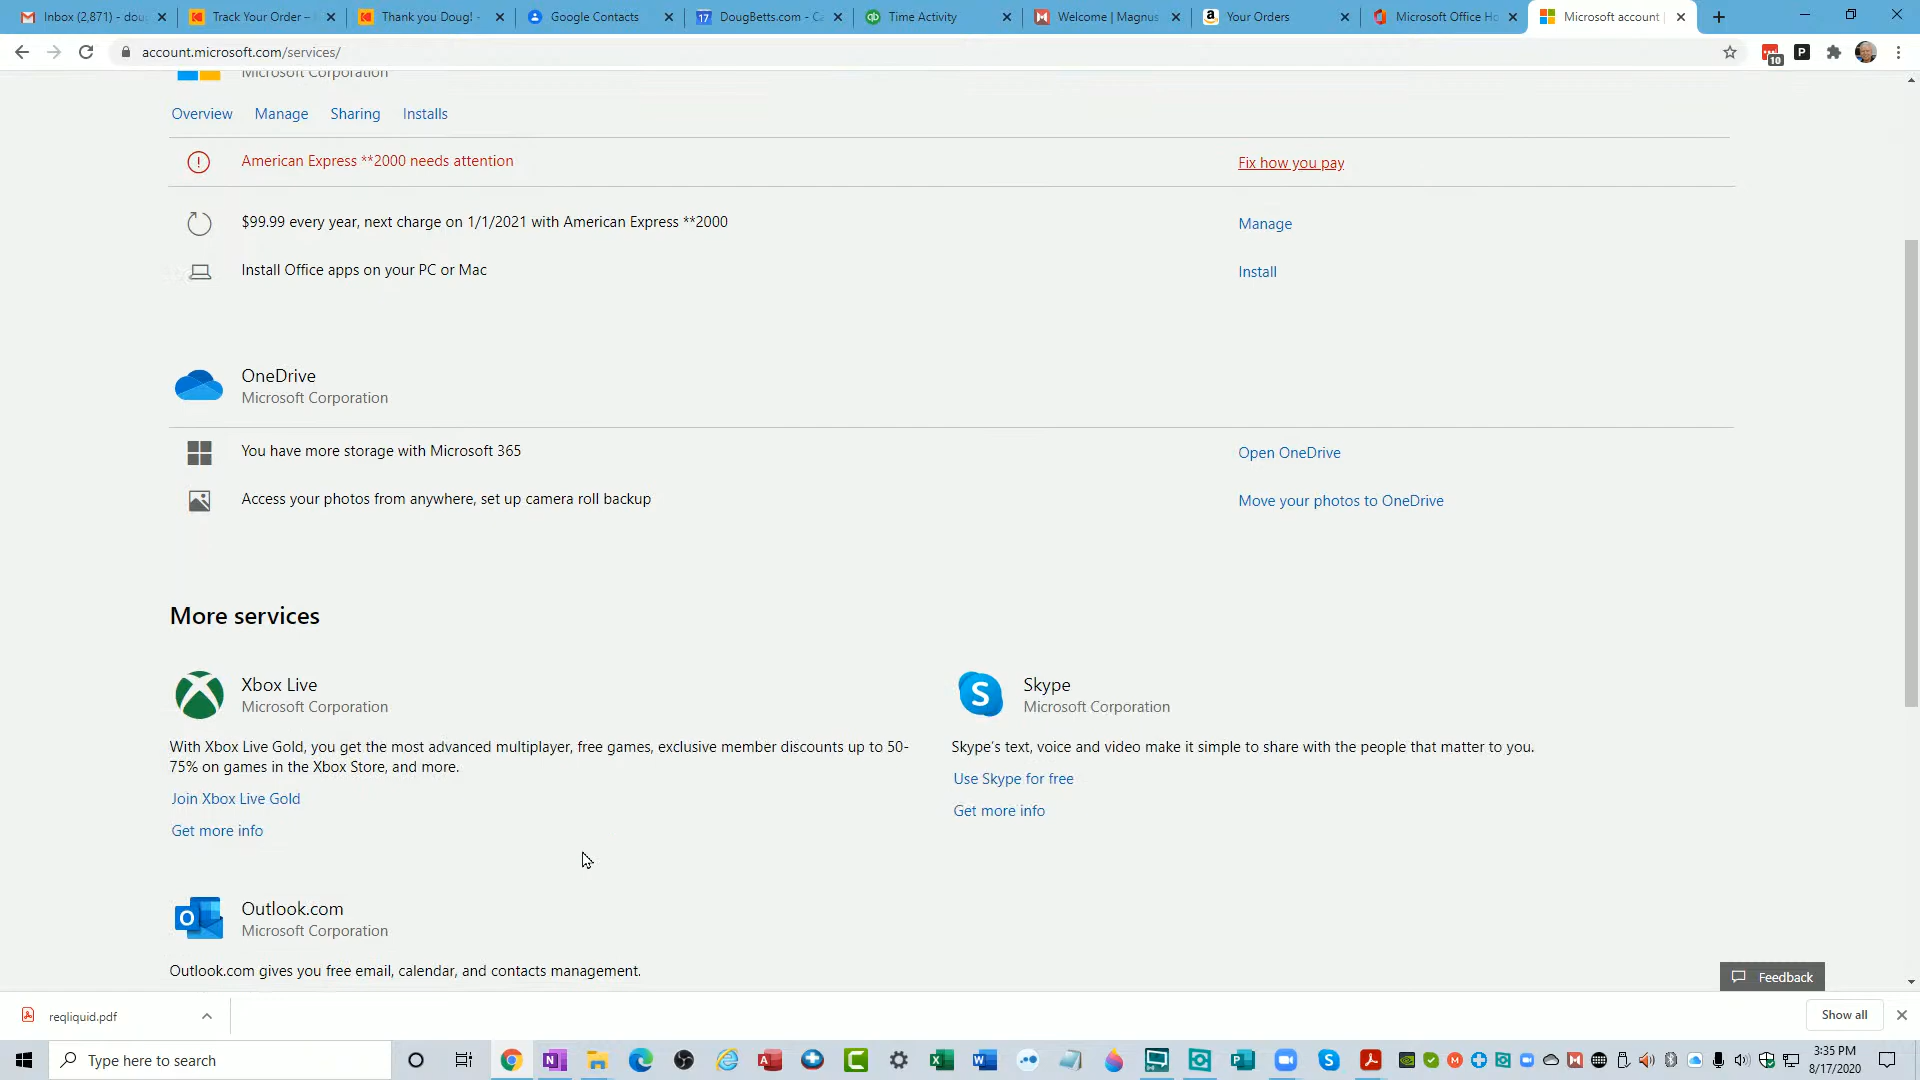 Inbox (2,871) - dou
Track Your Order –
Thank you Doug! -
Google Contacts
17 DougBetts.com - Ca
qb Time Activity
Welcome | Magnus
Your Orders
Microsoft Office Ho
Microsoft account |
account.microsoft.com/services/
10
P
Microsoft Corporation
Overview Manage Sharing Installs
American Express **2000 needs attention Fix how you pay
$99.99 every year, next charge on 1/1/2021 with American Express **2000 Manage
Install Office apps on your PC or Mac Install
OneDrive
Microsoft Corporation
You have more storage with Microsoft 365 Open OneDrive
Access your photos from anywhere, set up camera roll backup Move your photos to OneDrive
More services
Xbox Live
Microsoft Corporation
With Xbox Live Gold, you get the most advanced multiplayer, free games, exclusive member discounts up to 50-
75% on games in the Xbox Store, and more.
Join Xbox Live Gold
Get more info
Skype
Microsoft Corporation
Skype's text, voice and video make it simple to share with the people that matter to you.
Use Skype for free
Get more info
Outlook.com
Microsoft Corporation
Outlook.com gives you free email, calendar, and contacts management.
Feedback
reqliquid.pdf
Show all
Type here to search
3:35 PM
8/17/2020